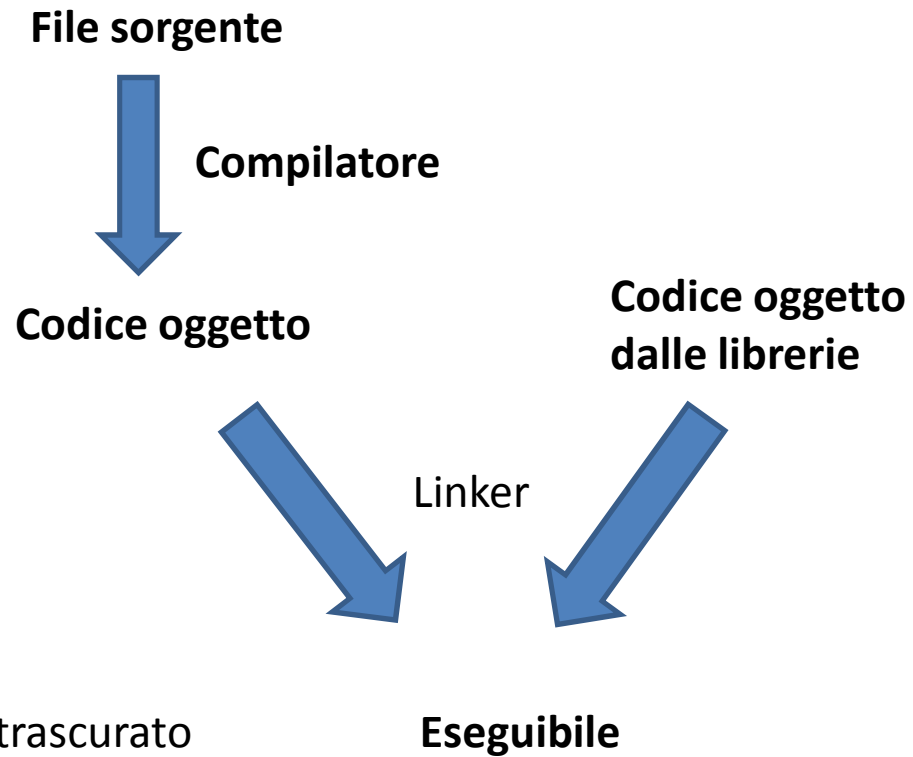 File sorgente
Compilatore
Codice oggetto
Codice oggetto
dalle librerie
Linker
trascurato
Eseguibile